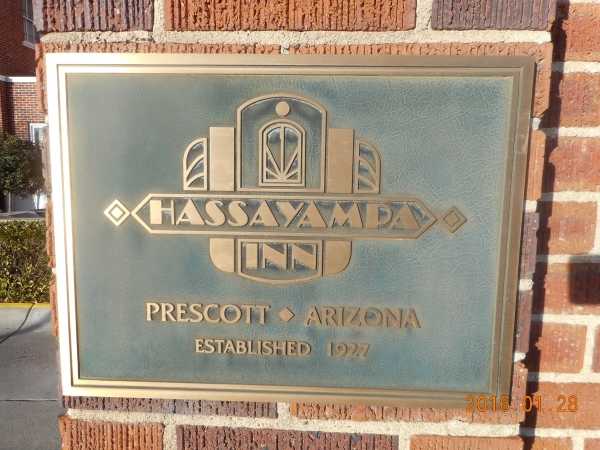 HASSAYAMPA
INN
PRESCOTT ◆ ARIZONA
ESTABLISHED 1927
2016 01 28